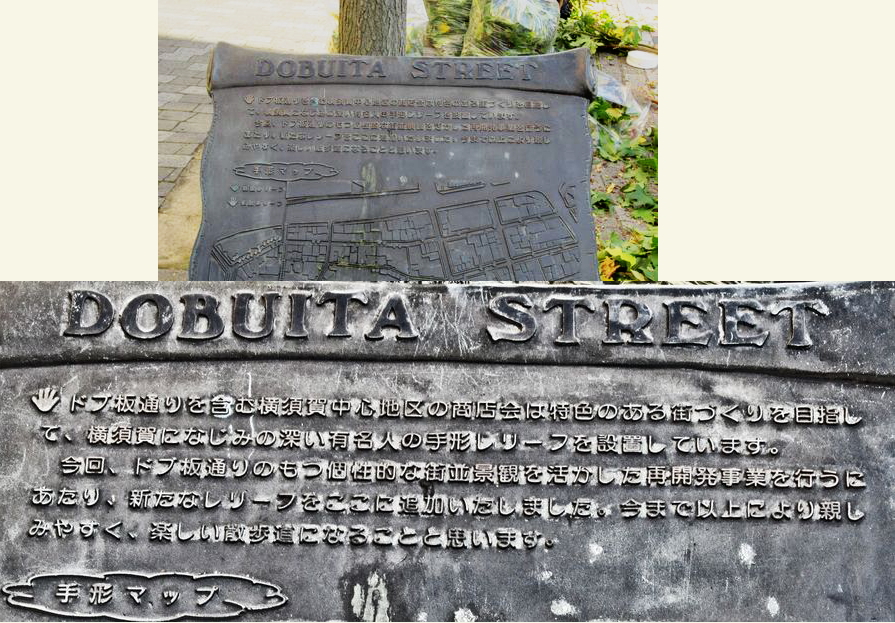 DOBUITA STREET
手形マップ
DOBUITA STREET
ドブ板通りを含む横須賀中心地区の商店会は特色のある街づくりを目指し
て、横須賀になじみの深い有名人の手形レリーフを設置しています。
今回、ドブ板通りのもつ個性的な街並景観を活かした再開発事業を行うに
あたり、新たなレリーフをここに追加いたしました。今まで以上により親し
みやすく、楽しい散歩道になることと思います。
手形マップ